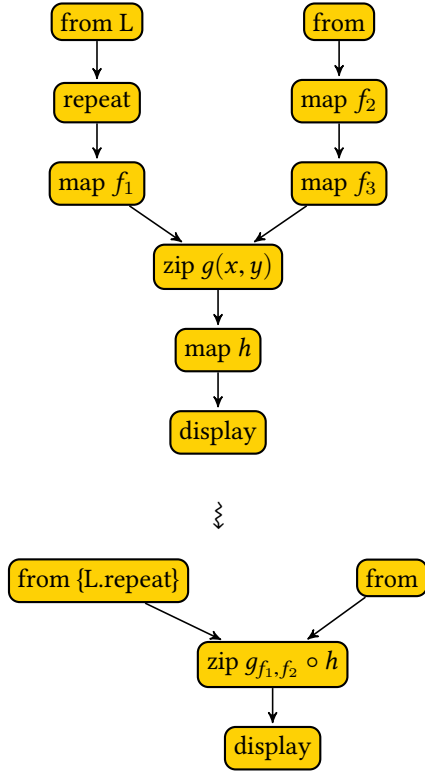 from L from
repeat map f₂
map f₁ map f₃
zip g(x, y)
map h
display
from {L.repeat} from
zip g_{f₁,f₂} ∘ h
display